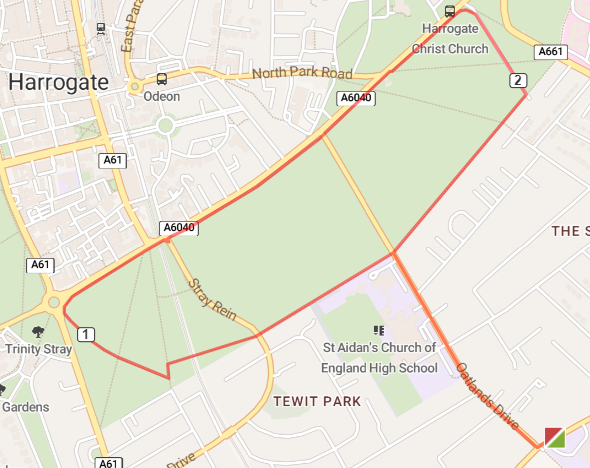 East Para
Harrogate
Christ Church
A661
North Park Road
2
Harrogate
Odeon
A6040
A61
THE S
A6040
A61
Stray Rein
1
Trinity Stray
St Aidan's Church of
England High School
Oatlands Drive
Gardens
TEWIT PARK
A61
Drive